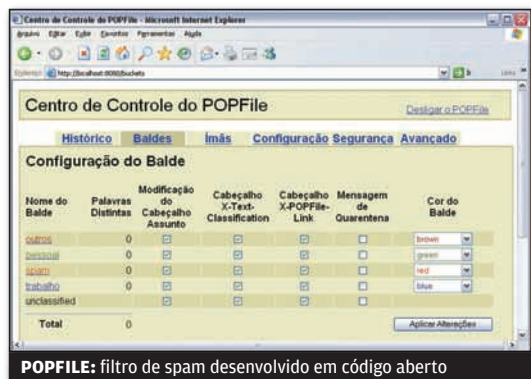 Centro de Controle do POPFile - Microsoft Internet Explorer
Arquivo Editar Exibir Favoritos Ferramentas Ajuda
Endereço http://localhost:8080/buckets Links
Centro de Controle do POPFile
Desligar o POPFile
Histórico Baldes Ímãs Configuração Segurança Avançado
Configuração do Balde
Nome do Balde Palavras Distintas Modificação do Cabeçalho Assunto Cabeçalho X-Text-Classification Cabeçalho X-POPFile-Link Mensagem de Quarentena Cor do Balde
outros 0 brown
pessoal 0 green
spam 0 red
trabalho 0 blue
unclassified 0
Total 0
Aplicar Alterações
POPFILE: filtro de spam desenvolvido em código aberto